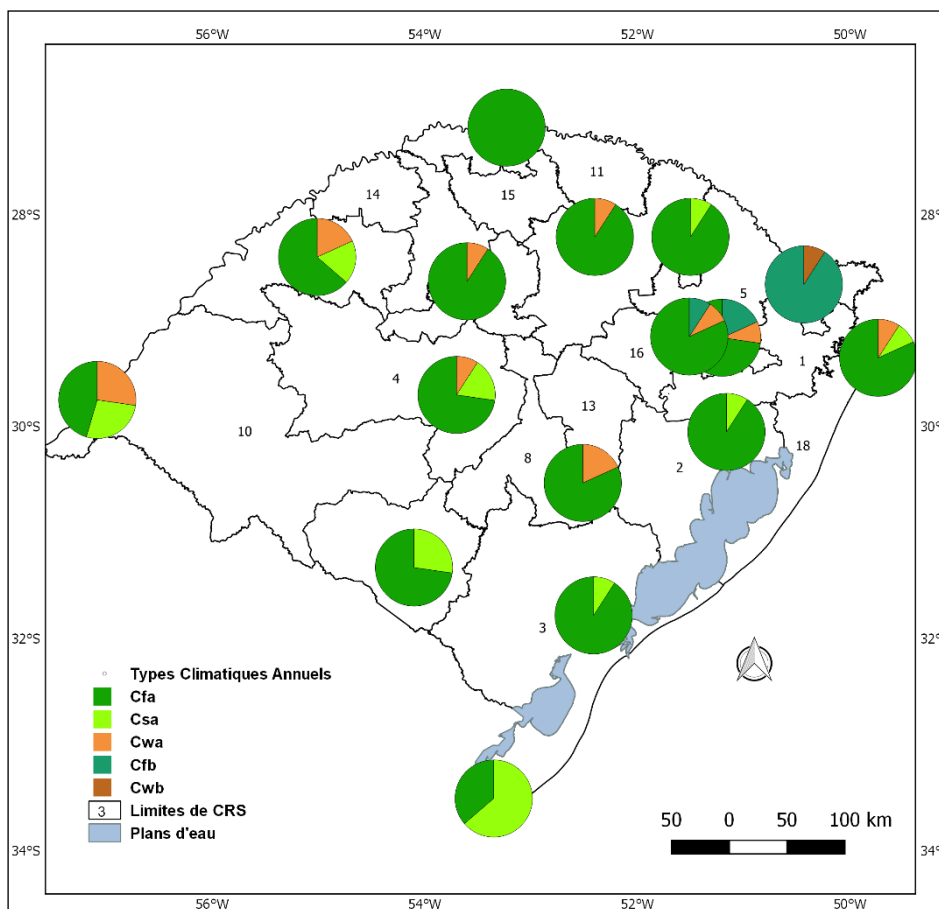 56°W 54°W 52°W 50°W
11
14 15
28°S 28°S
5
16 1
4
13
30°S 30°S
10 18
8 2
3
32°S 32°S
Types Climatiques Annuels
Cfa
Csa
Cwa
Cfb
Cwb
3 Limites de CRS
Plans d'eau
50 0 50 100 km
34°S 34°S
56°W 54°W 52°W 50°W